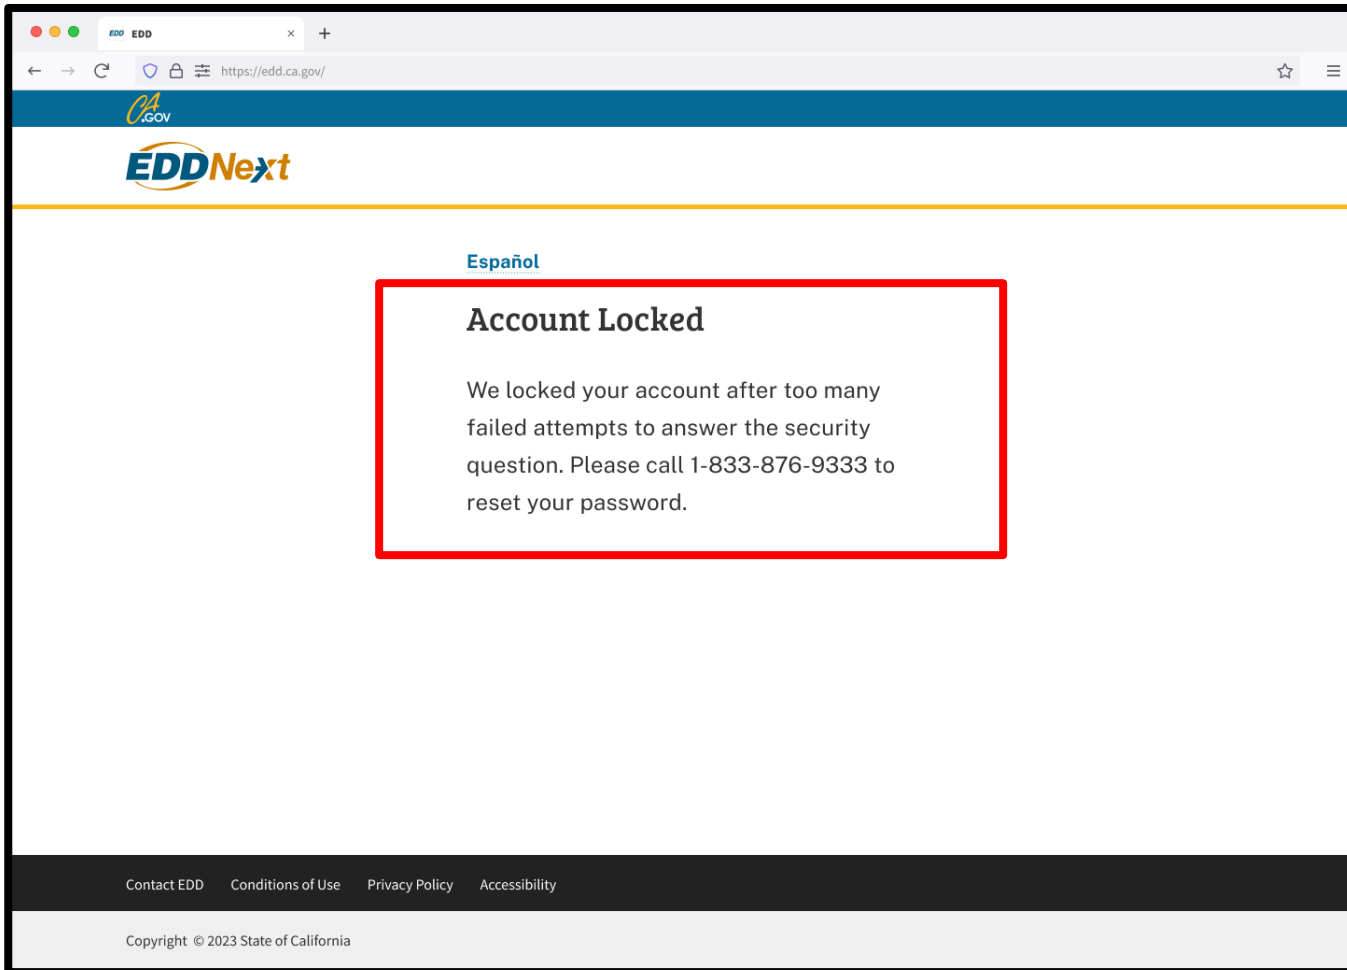 EDD EDD
https://edd.ca.gov/
CA.GOV
EDDNext
Español
Account Locked
We locked your account after too many
failed attempts to answer the security
question. Please call 1-833-876-9333 to
reset your password.
Contact EDD Conditions of Use Privacy Policy Accessibility
Copyright © 2023 State of California